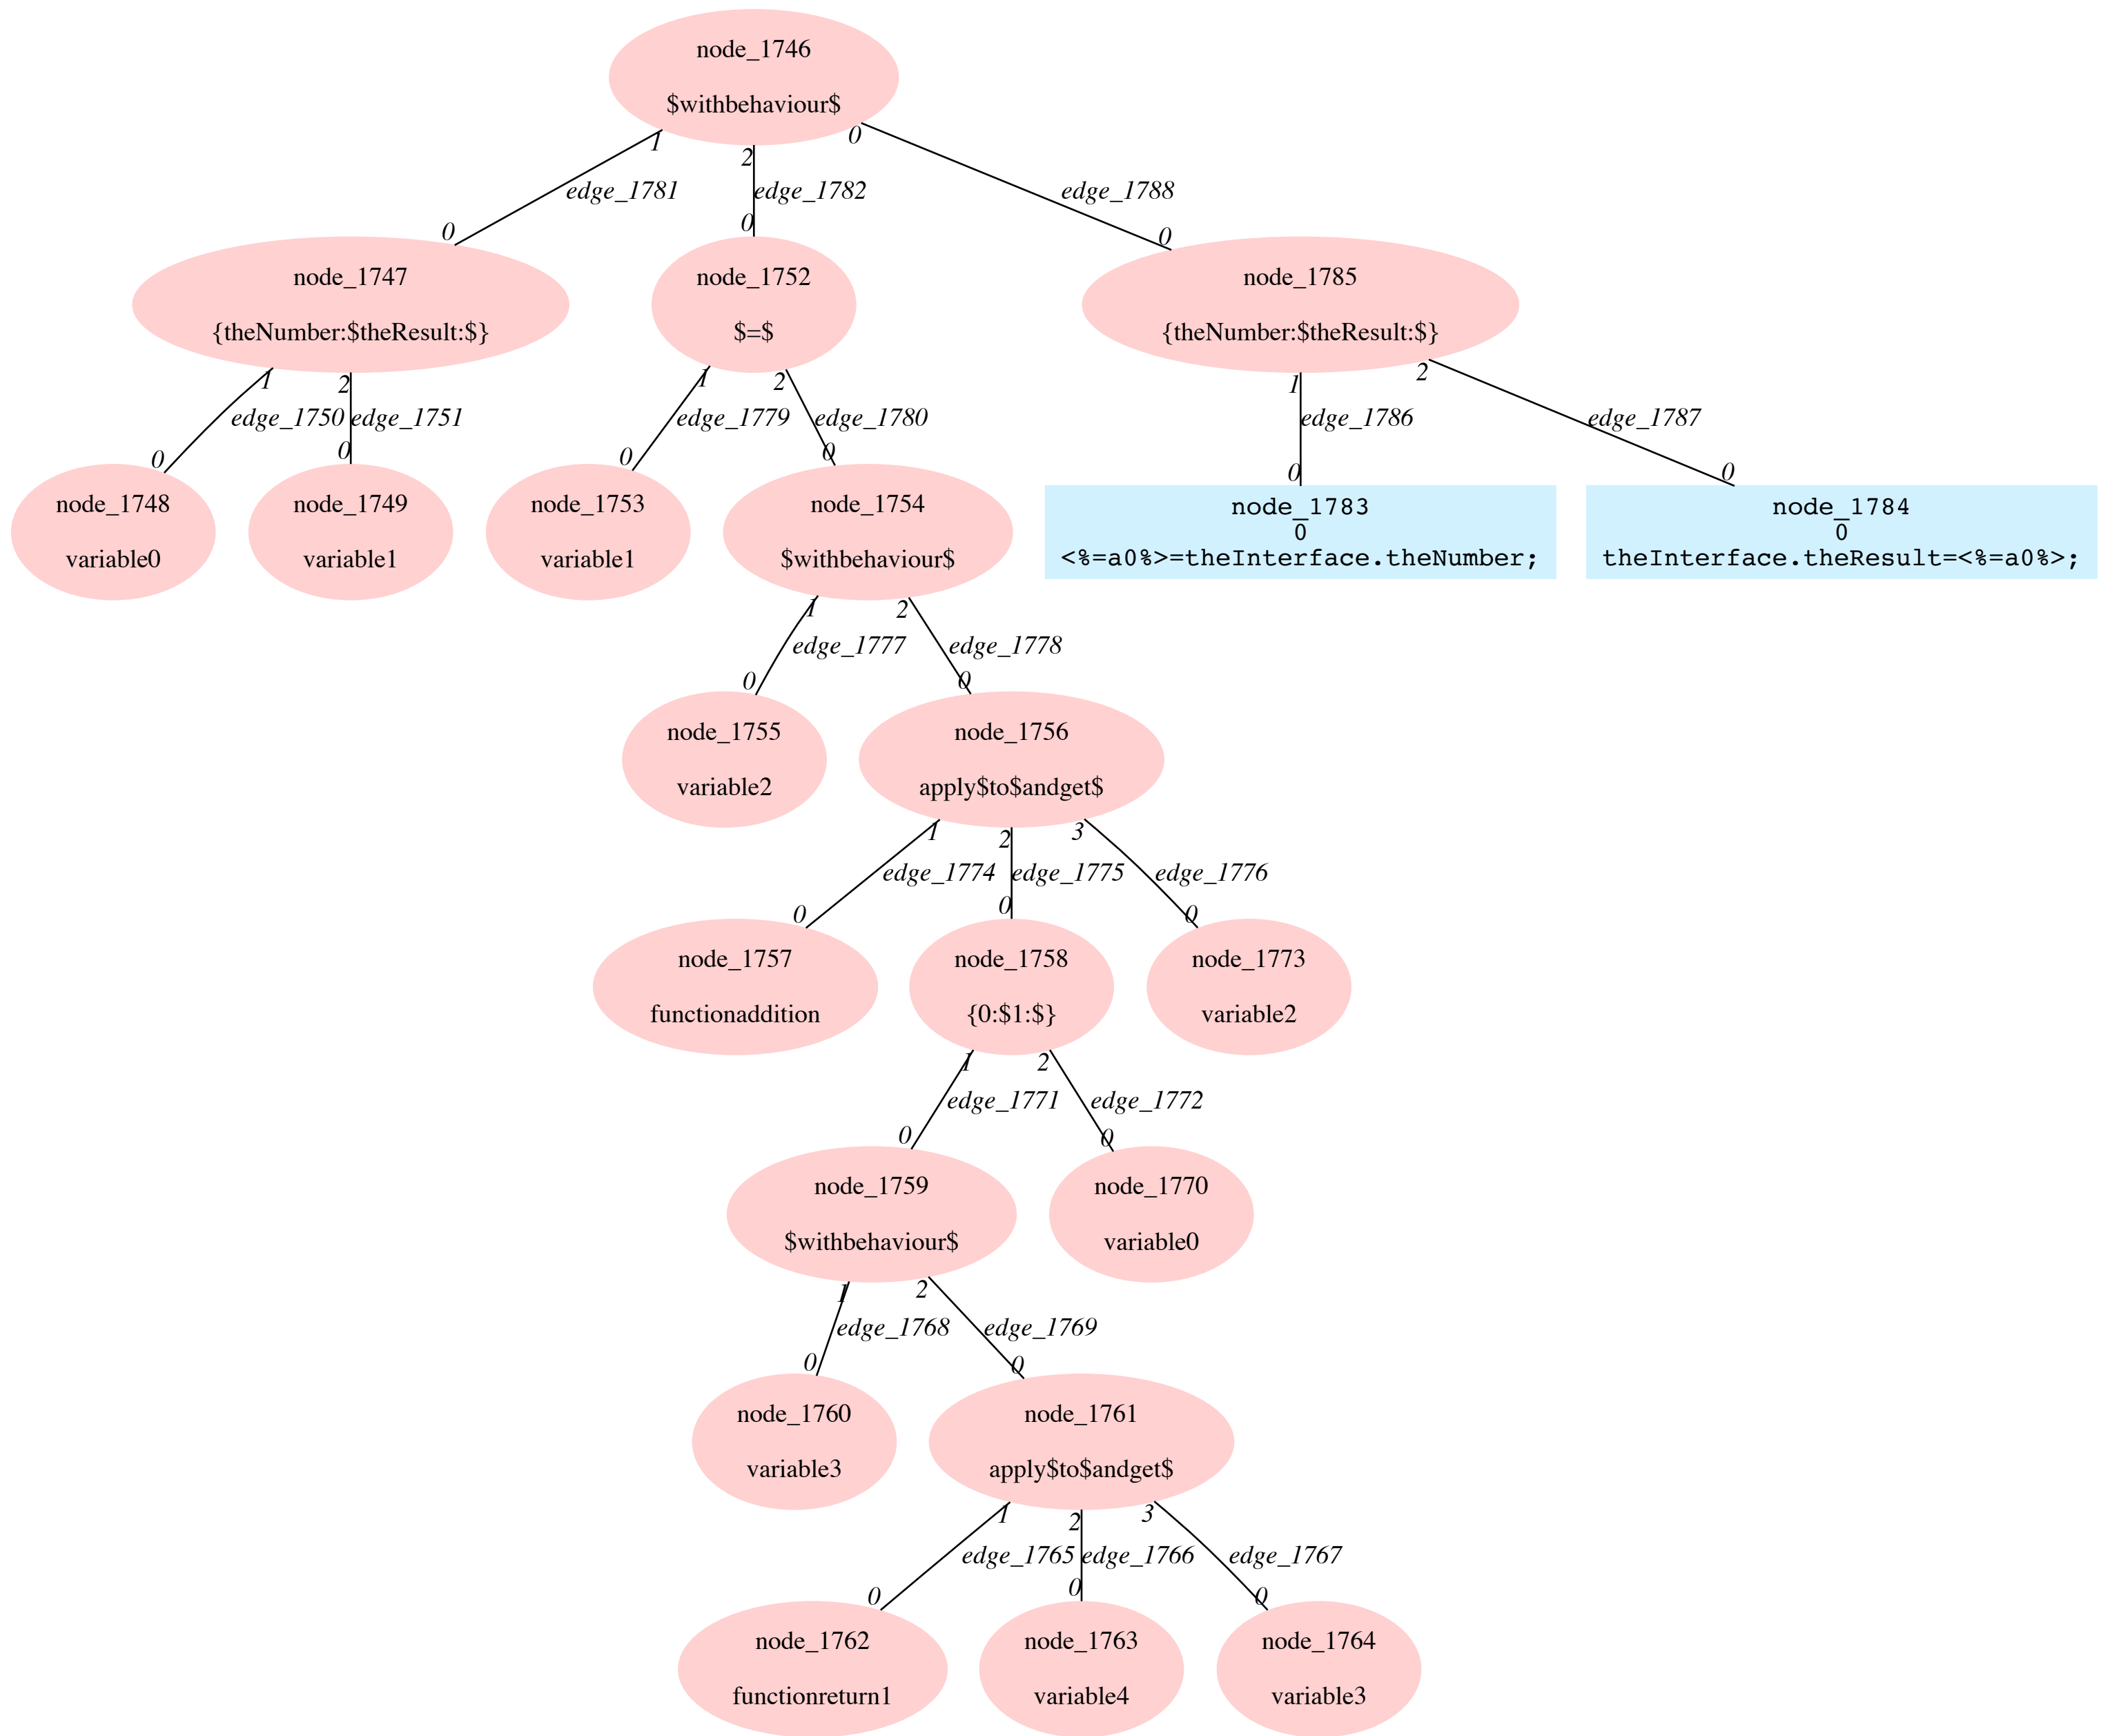 node_1746
$withbehaviour$
1
2
0
edge_1781
edge_1782
edge_1788
0
0
0
node_1747
{theNumber:$theResult:$}
node_1752
$=$
node_1785
{theNumber:$theResult:$}
1
2
1
2
1
2
edge_1750
edge_1751
edge_1779
edge_1780
edge_1786
edge_1787
0
0
0
0
0
0
node_1748
variable0
node_1749
variable1
node_1753
variable1
node_1754
$withbehaviour$
node_1783
0
<%=a0%>=theInterface.theNumber;
node_1784
0
theInterface.theResult=<%=a0%>;
1
2
edge_1777
edge_1778
0
0
node_1755
variable2
node_1756
apply$to$andget$
1
2
3
edge_1774
edge_1775
edge_1776
0
0
0
node_1757
functionaddition
node_1758
{0:$1:$}
node_1773
variable2
1
2
edge_1771
edge_1772
0
0
node_1759
$withbehaviour$
node_1770
variable0
1
2
edge_1768
edge_1769
0
0
node_1760
variable3
node_1761
apply$to$andget$
1
2
3
edge_1765
edge_1766
edge_1767
0
0
0
node_1762
functionreturn1
node_1763
variable4
node_1764
variable3